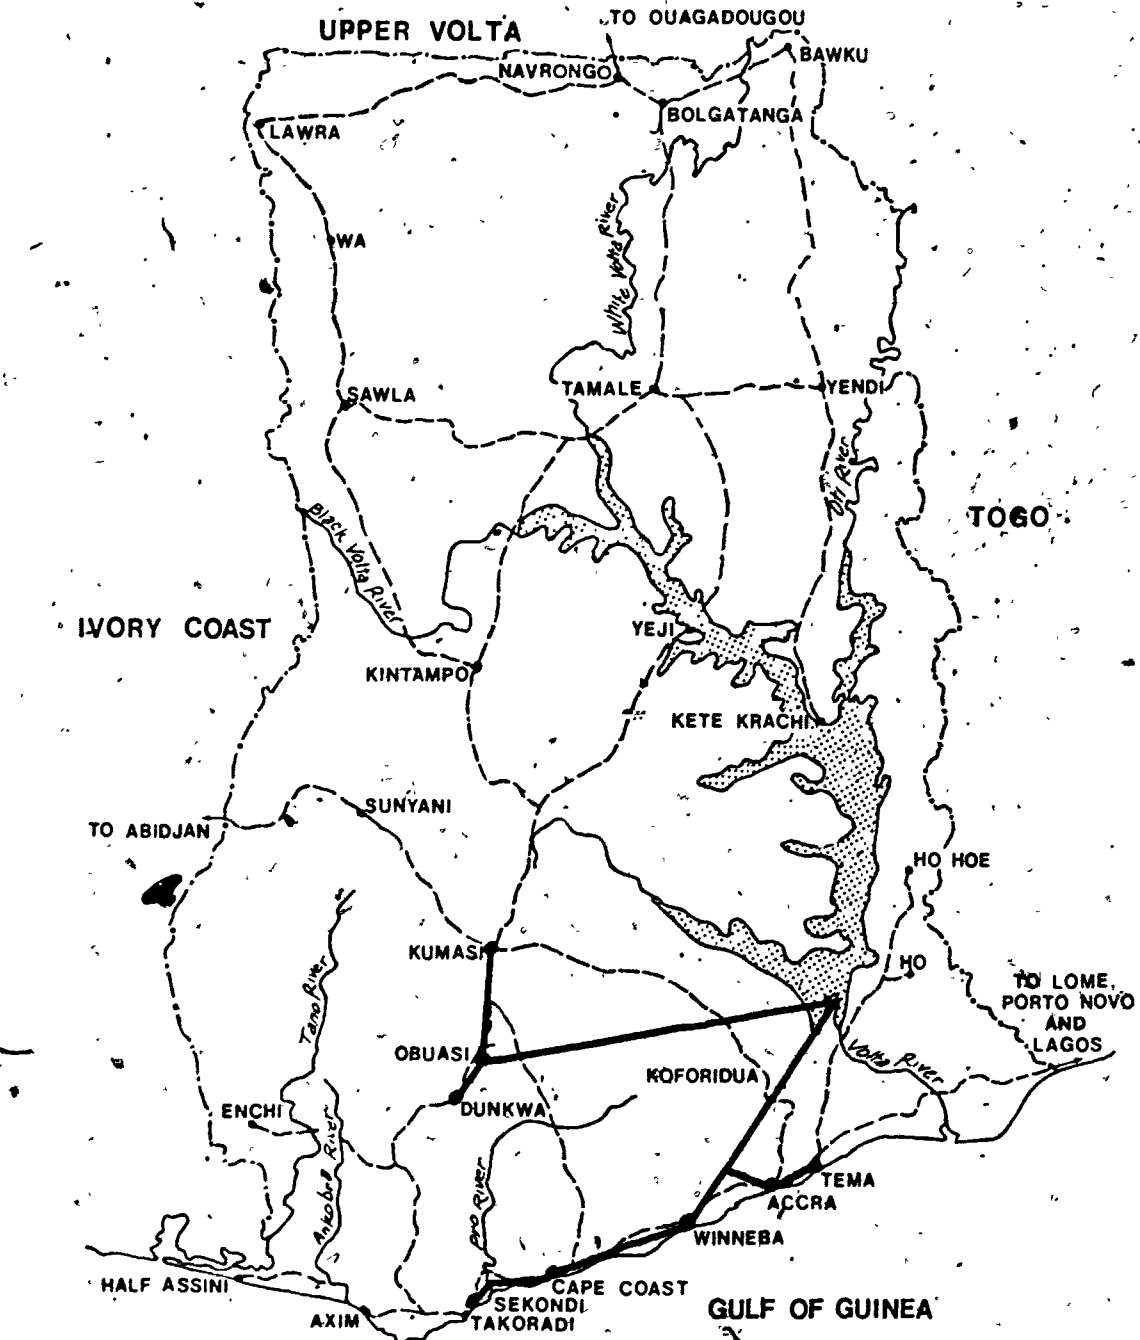 UPPER VOLTA
TO OUAGADOUGOU
BAWKU
NAVRONGO
BOLGATANGA
LAWRA
White Volta River
WA
TAMALE
YENDI
SAWLA
Oti River
TOGO
Black Volta River
IVORY COAST
YEJI
KINTAMPO
KETE KRACHI
SUNYANI
TO ABIDJAN
HO HOE
KUMASI
HO
TO LOME,
PORTO NOVO
AND
LAGOS
Tano River
OBUASI
Volta River
KOFORIDUA
ENCHI
DUNKWA
Ankobra River
Pra River
TEMA
ACCRA
WINNEBA
HALF ASSINI
CAPE COAST
SEKONDI
TAKORADI
AXIM
GULF OF GUINEA